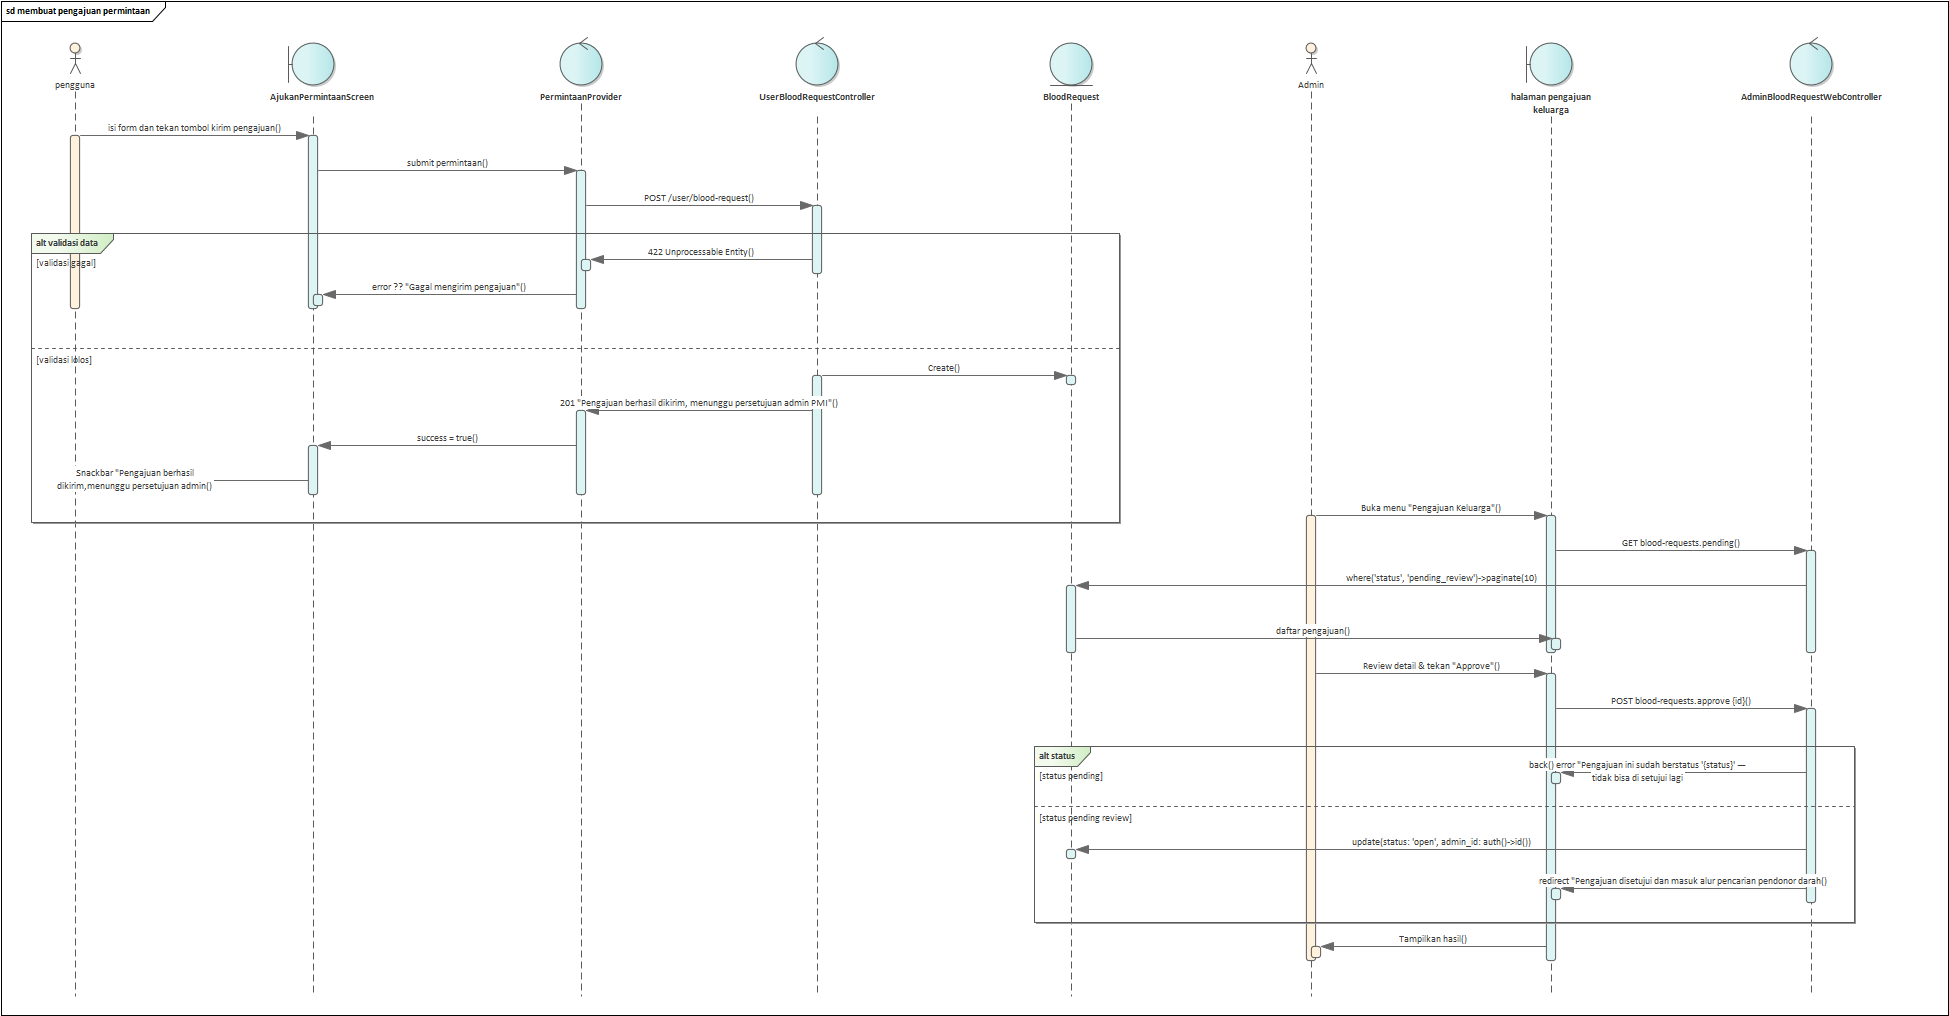 sd membuat pengajuan permintaan
pengguna
AjukanPermintaanScreen
PermintaanProvider
UserBloodRequestController
BloodRequest
Admin
halaman pengajuan
keluarga
AdminBloodRequestWebController
isi form dan tekan tombol kirim pengajuan()
submit permintaan()
POST /user/blood-request()
alt validasi data
[validasi gagal]
422 Unprocessable Entity()
error ?? "Gagal mengirim pengajuan"()
[validasi lolos]
Create()
201 "Pengajuan berhasil dikirim, menunggu persetujuan admin PMI"()
success = true()
Snackbar "Pengajuan berhasil
dikirim,menunggu persetujuan admin()
Buka menu "Pengajuan Keluarga"()
GET blood-requests.pending()
where('status', 'pending_review')->paginate(10)
daftar pengajuan()
Review detail & tekan "Approve"()
POST blood-requests.approve {id}()
alt status
[status pending]
back() error "Pengajuan ini sudah berstatus '{status}' —
tidak bisa di setujui lagi
[status pending review]
update(status: 'open', admin_id: auth()->id())
redirect "Pengajuan disetujui dan masuk alur pencarian pendonor darah()
Tampilkan hasil()